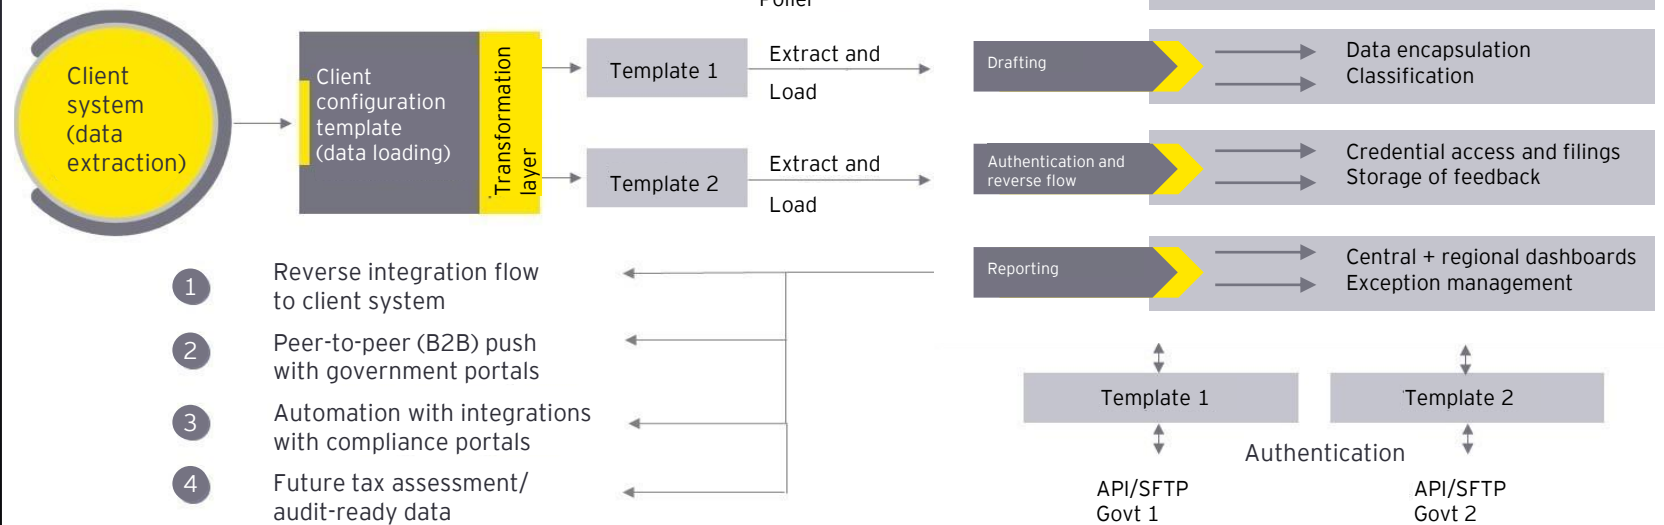 Poller
Client
system
(data
extraction)
Client
configuration
template
(data loading)
Transformation
layer
Template 1
Extract and
Load
Template 2
Extract and
Load
Drafting
Data encapsulation
Classification
Authentication and
reverse flow
Credential access and filings
Storage of feedback
Reporting
Central + regional dashboards
Exception management
1
Reverse integration flow
to client system
2
Peer-to-peer (B2B) push
with government portals
3
Automation with integrations
with compliance portals
4
Future tax assessment/
audit-ready data
Template 1
Template 2
Authentication
API/SFTP
Govt 1
API/SFTP
Govt 2